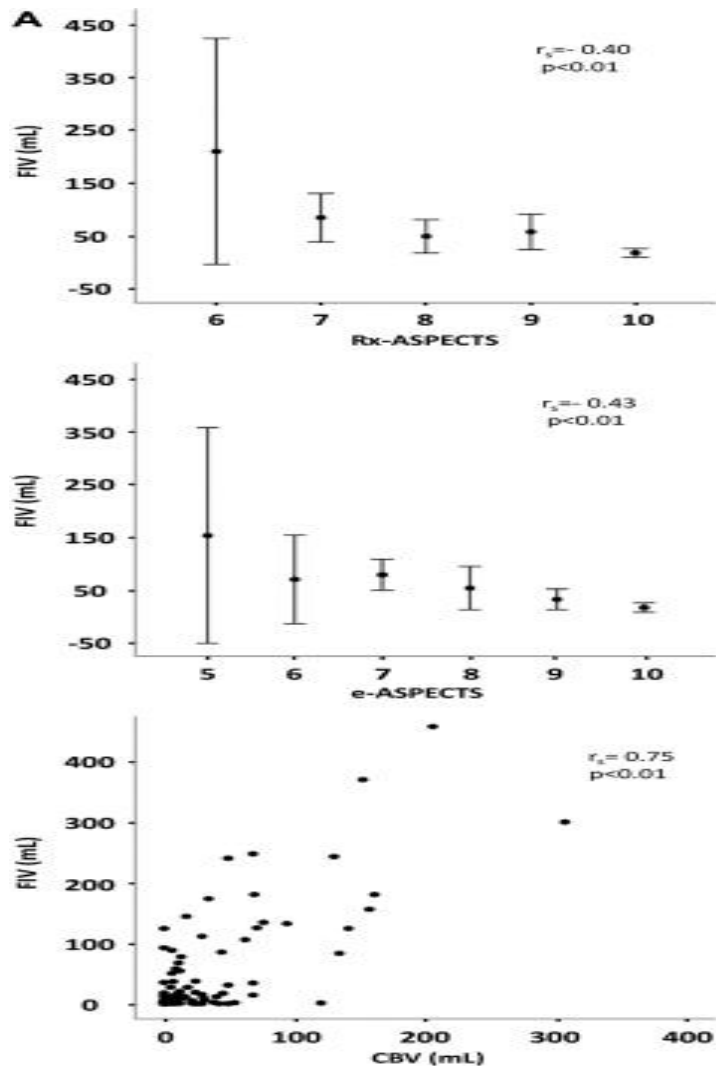 A
450
350
250
150
50
-50
FIV (mL)
rs=- 0.40
p<0.01
6 7 8 9 10
Rx-ASPECTS
450
350
250
150
50
-50
FIV (mL)
rs=- 0.43
p<0.01
5 6 7 8 9 10
e-ASPECTS
400
300
200
100
0
FIV (mL)
rs= 0.75
p<0.01
0 100 200 300 400
CBV (mL)